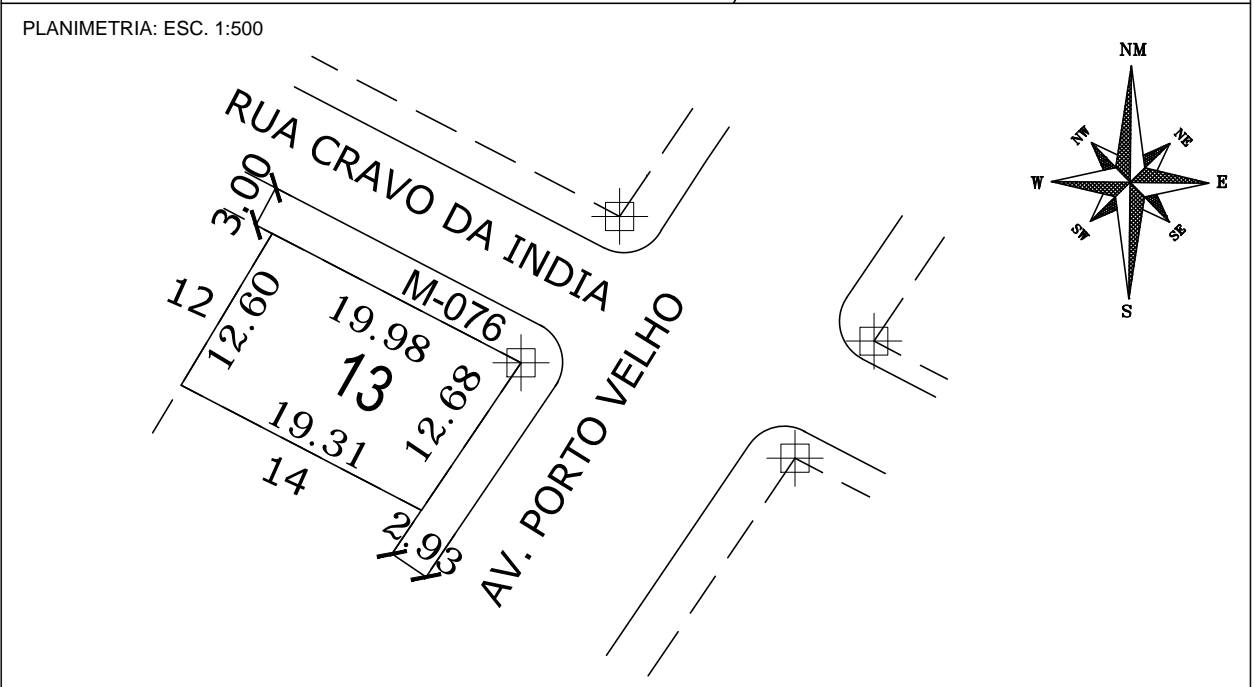 PLANIMETRIA: ESC. 1:500
NM
NW
NE
W
E
SW
SE
S
RUA CRAVO DA INDIA
3.00
M-076
12
12.60
19.98
13
12.68
19.31
14
2.93
AV. PORTO VELHO